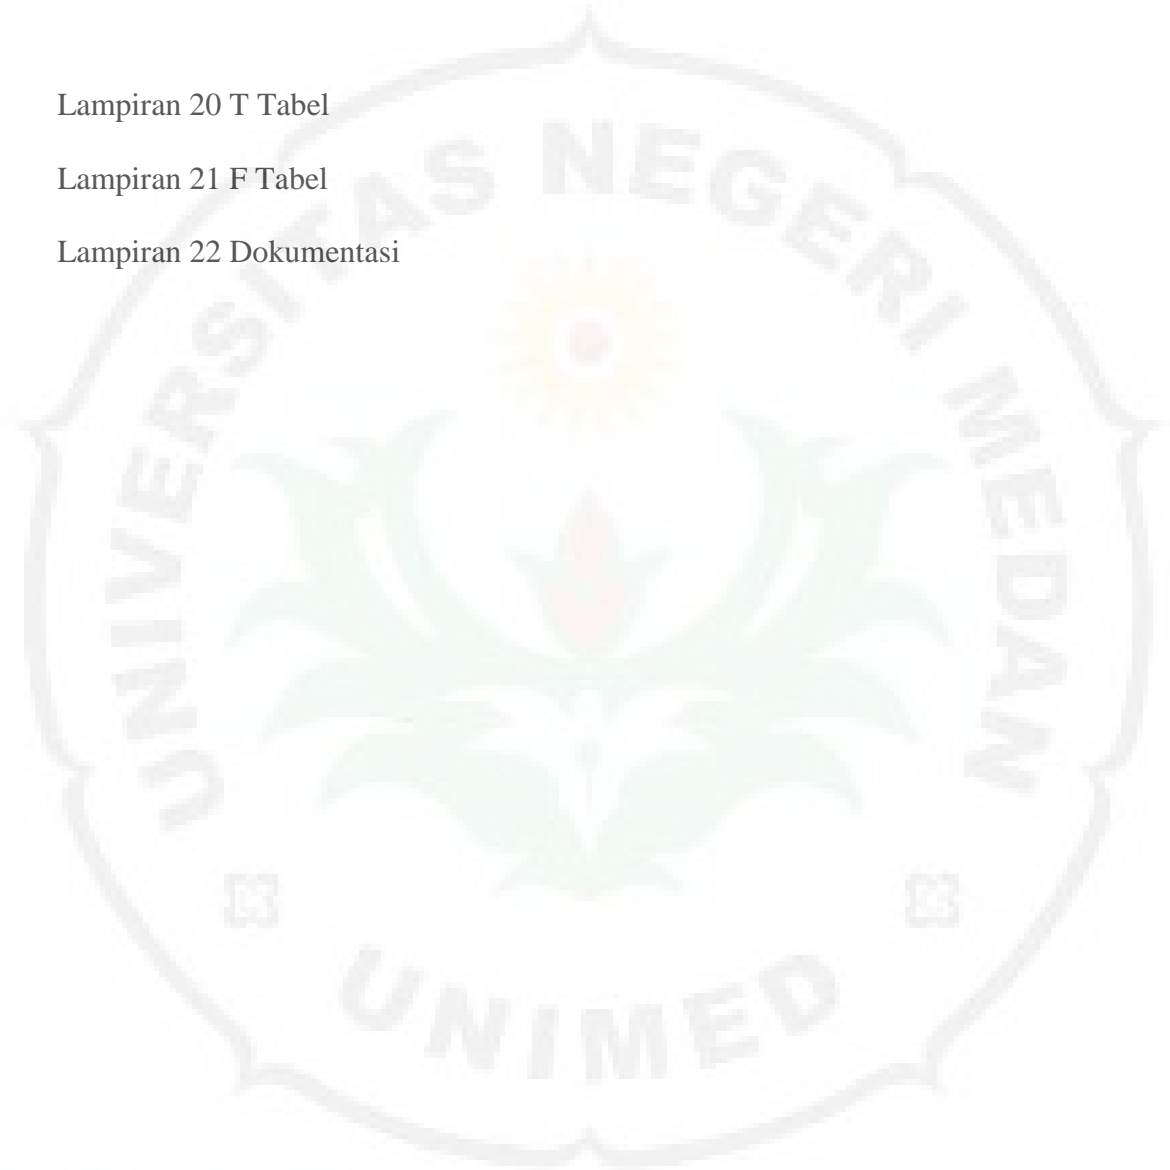 Lampiran 20 T Tabel
Lampiran 21 F Tabel
Lampiran 22 Dokumentasi
UNIVERSITAS NEGERI MEDAN
UNIMED